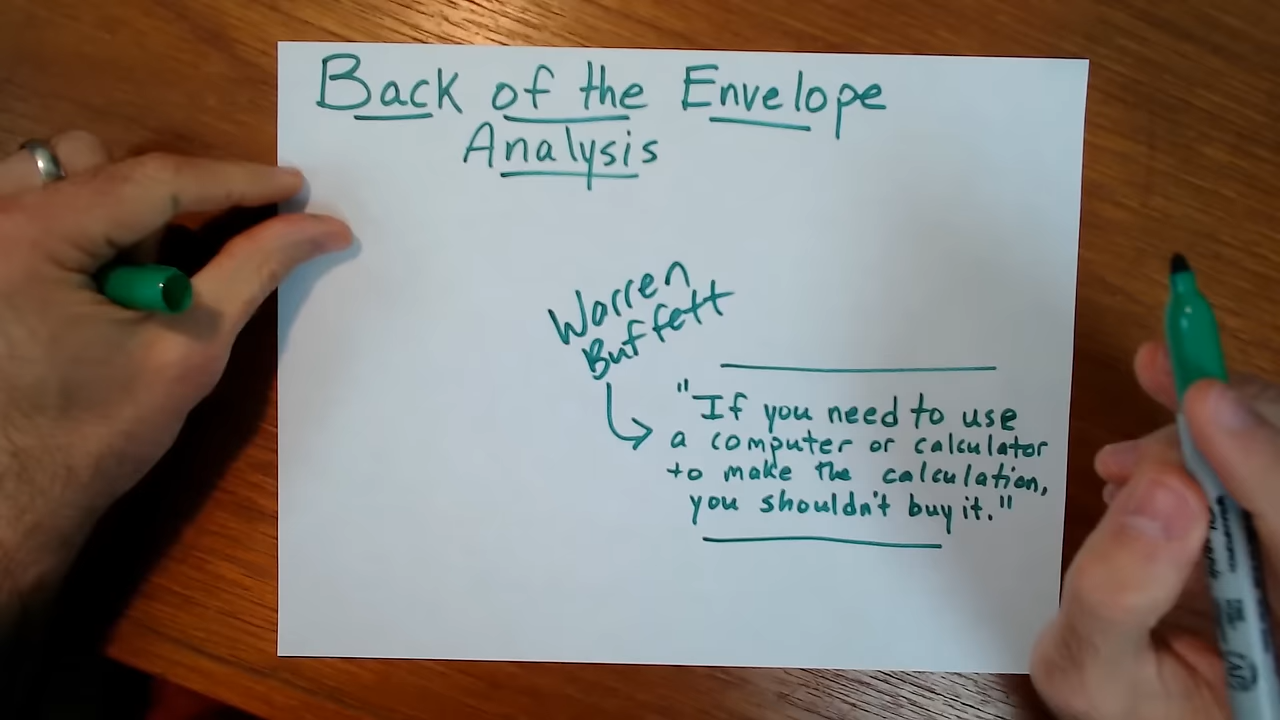 Back of the Envelope
Analysis
Warren
Buffett
"If you need to use
a computer or calculator
to make the calculation,
you shouldn't buy it."